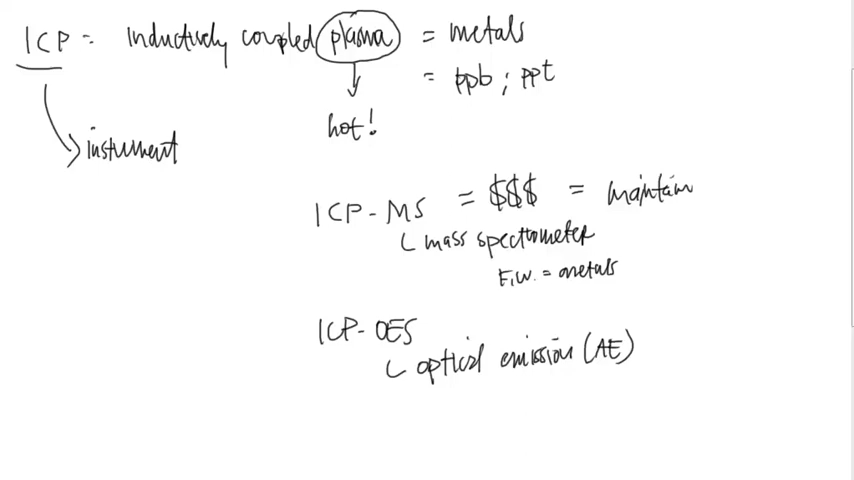 ICP = inductively coupled plasma = metals
= ppb ; ppt
hot!
instrument
ICP-MS = $$$ = maintain
mass spectrometer
F.W. = metals
ICP-OES
optical emission (AE)